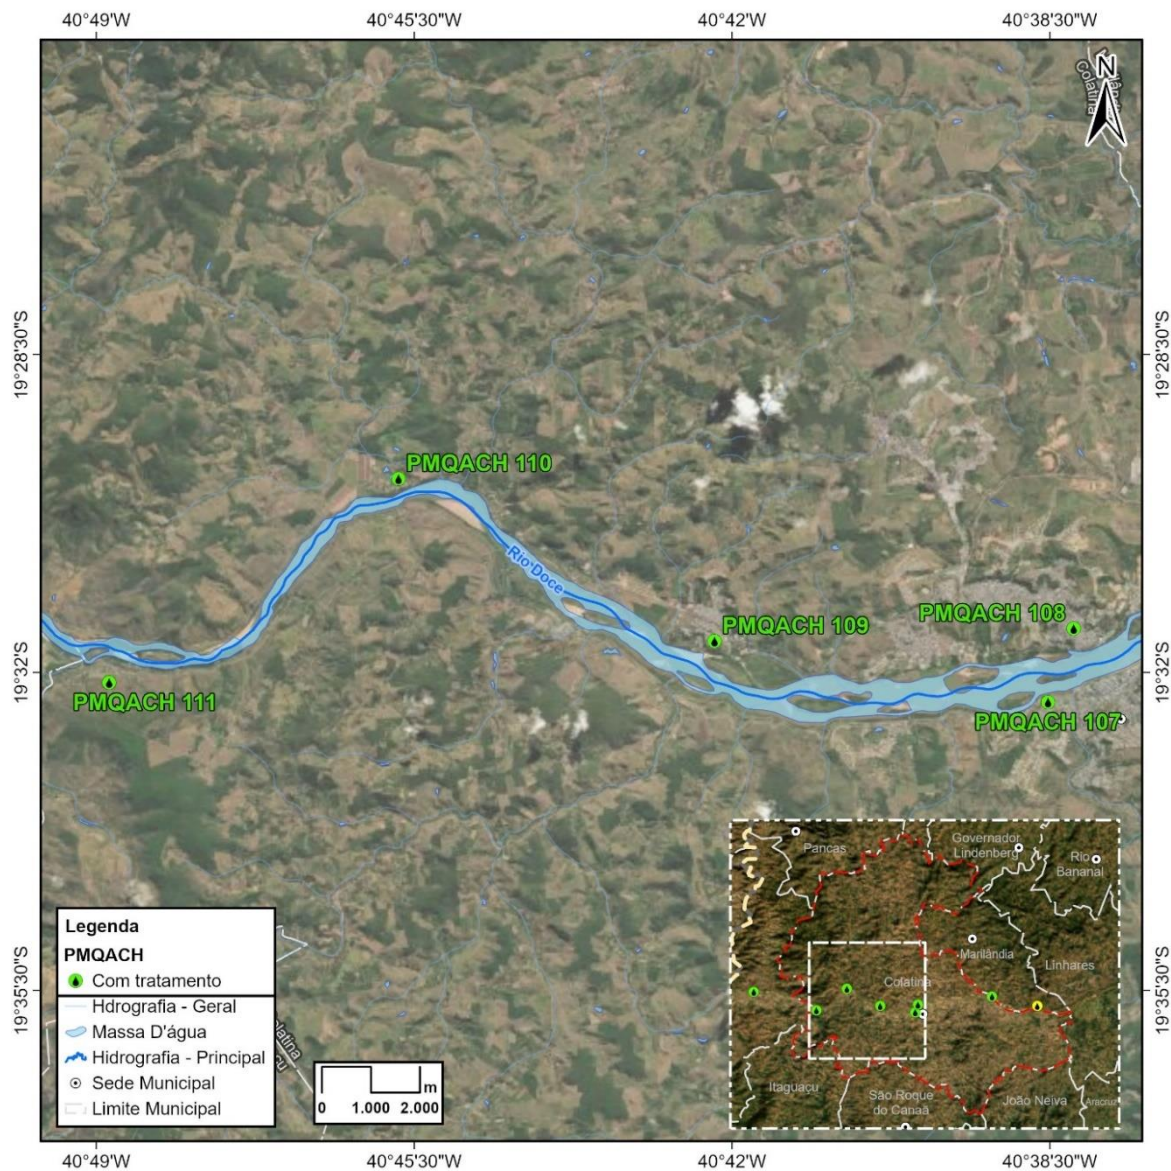 40°49'W 40°45'30"W 40°42'W 40°38'30"W
N
Colatina
19°28'30"S 19°28'30"S
PMQACH 110
Rio Doce
PMQACH 109
PMQACH 108
19°32'S 19°32'S
PMQACH 111
PMQACH 107
Pancas
Governador
Lindenberg
Rio
Bananal
Marilândia
Linhares
Colatina
Itaguaçu
São Roque
do Canaã
João Neiva
Aracruz
19°35'30"S 19°35'30"S
Legenda
PMQACH
Com tratamento
Hdrografia - Geral
Massa D'água
Hidrografia - Principal
Sede Municipal
Limite Municipal
m
0 1.000 2.000
40°49'W 40°45'30"W 40°42'W 40°38'30"W